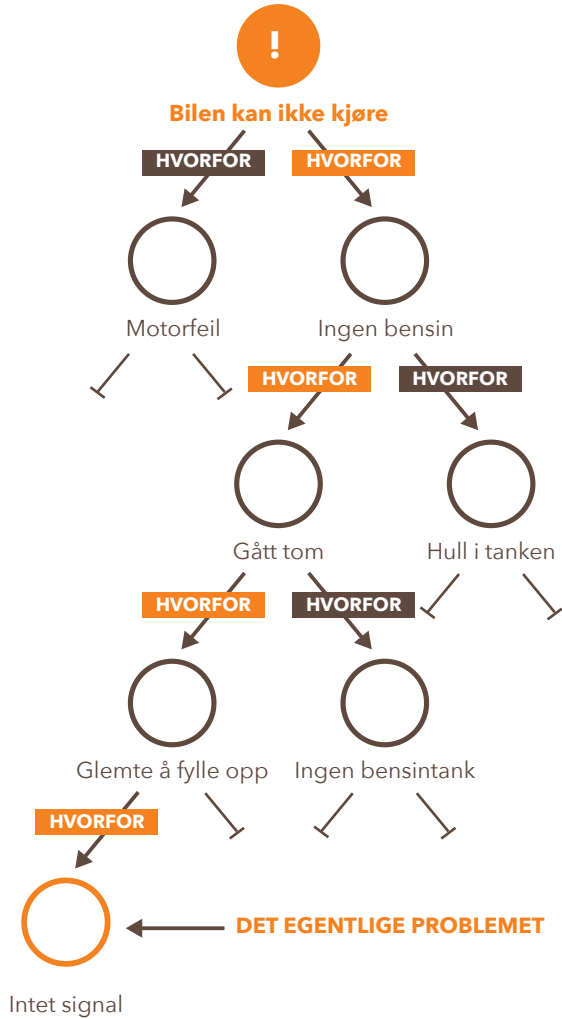 !
Bilen kan ikke kjøre
HVORFOR HVORFOR
Motorfeil Ingen bensin
HVORFOR HVORFOR
Gått tom Hull i tanken
HVORFOR HVORFOR
Glemte å fylle opp Ingen bensintank
HVORFOR
DET EGENTLIGE PROBLEMET
Intet signal